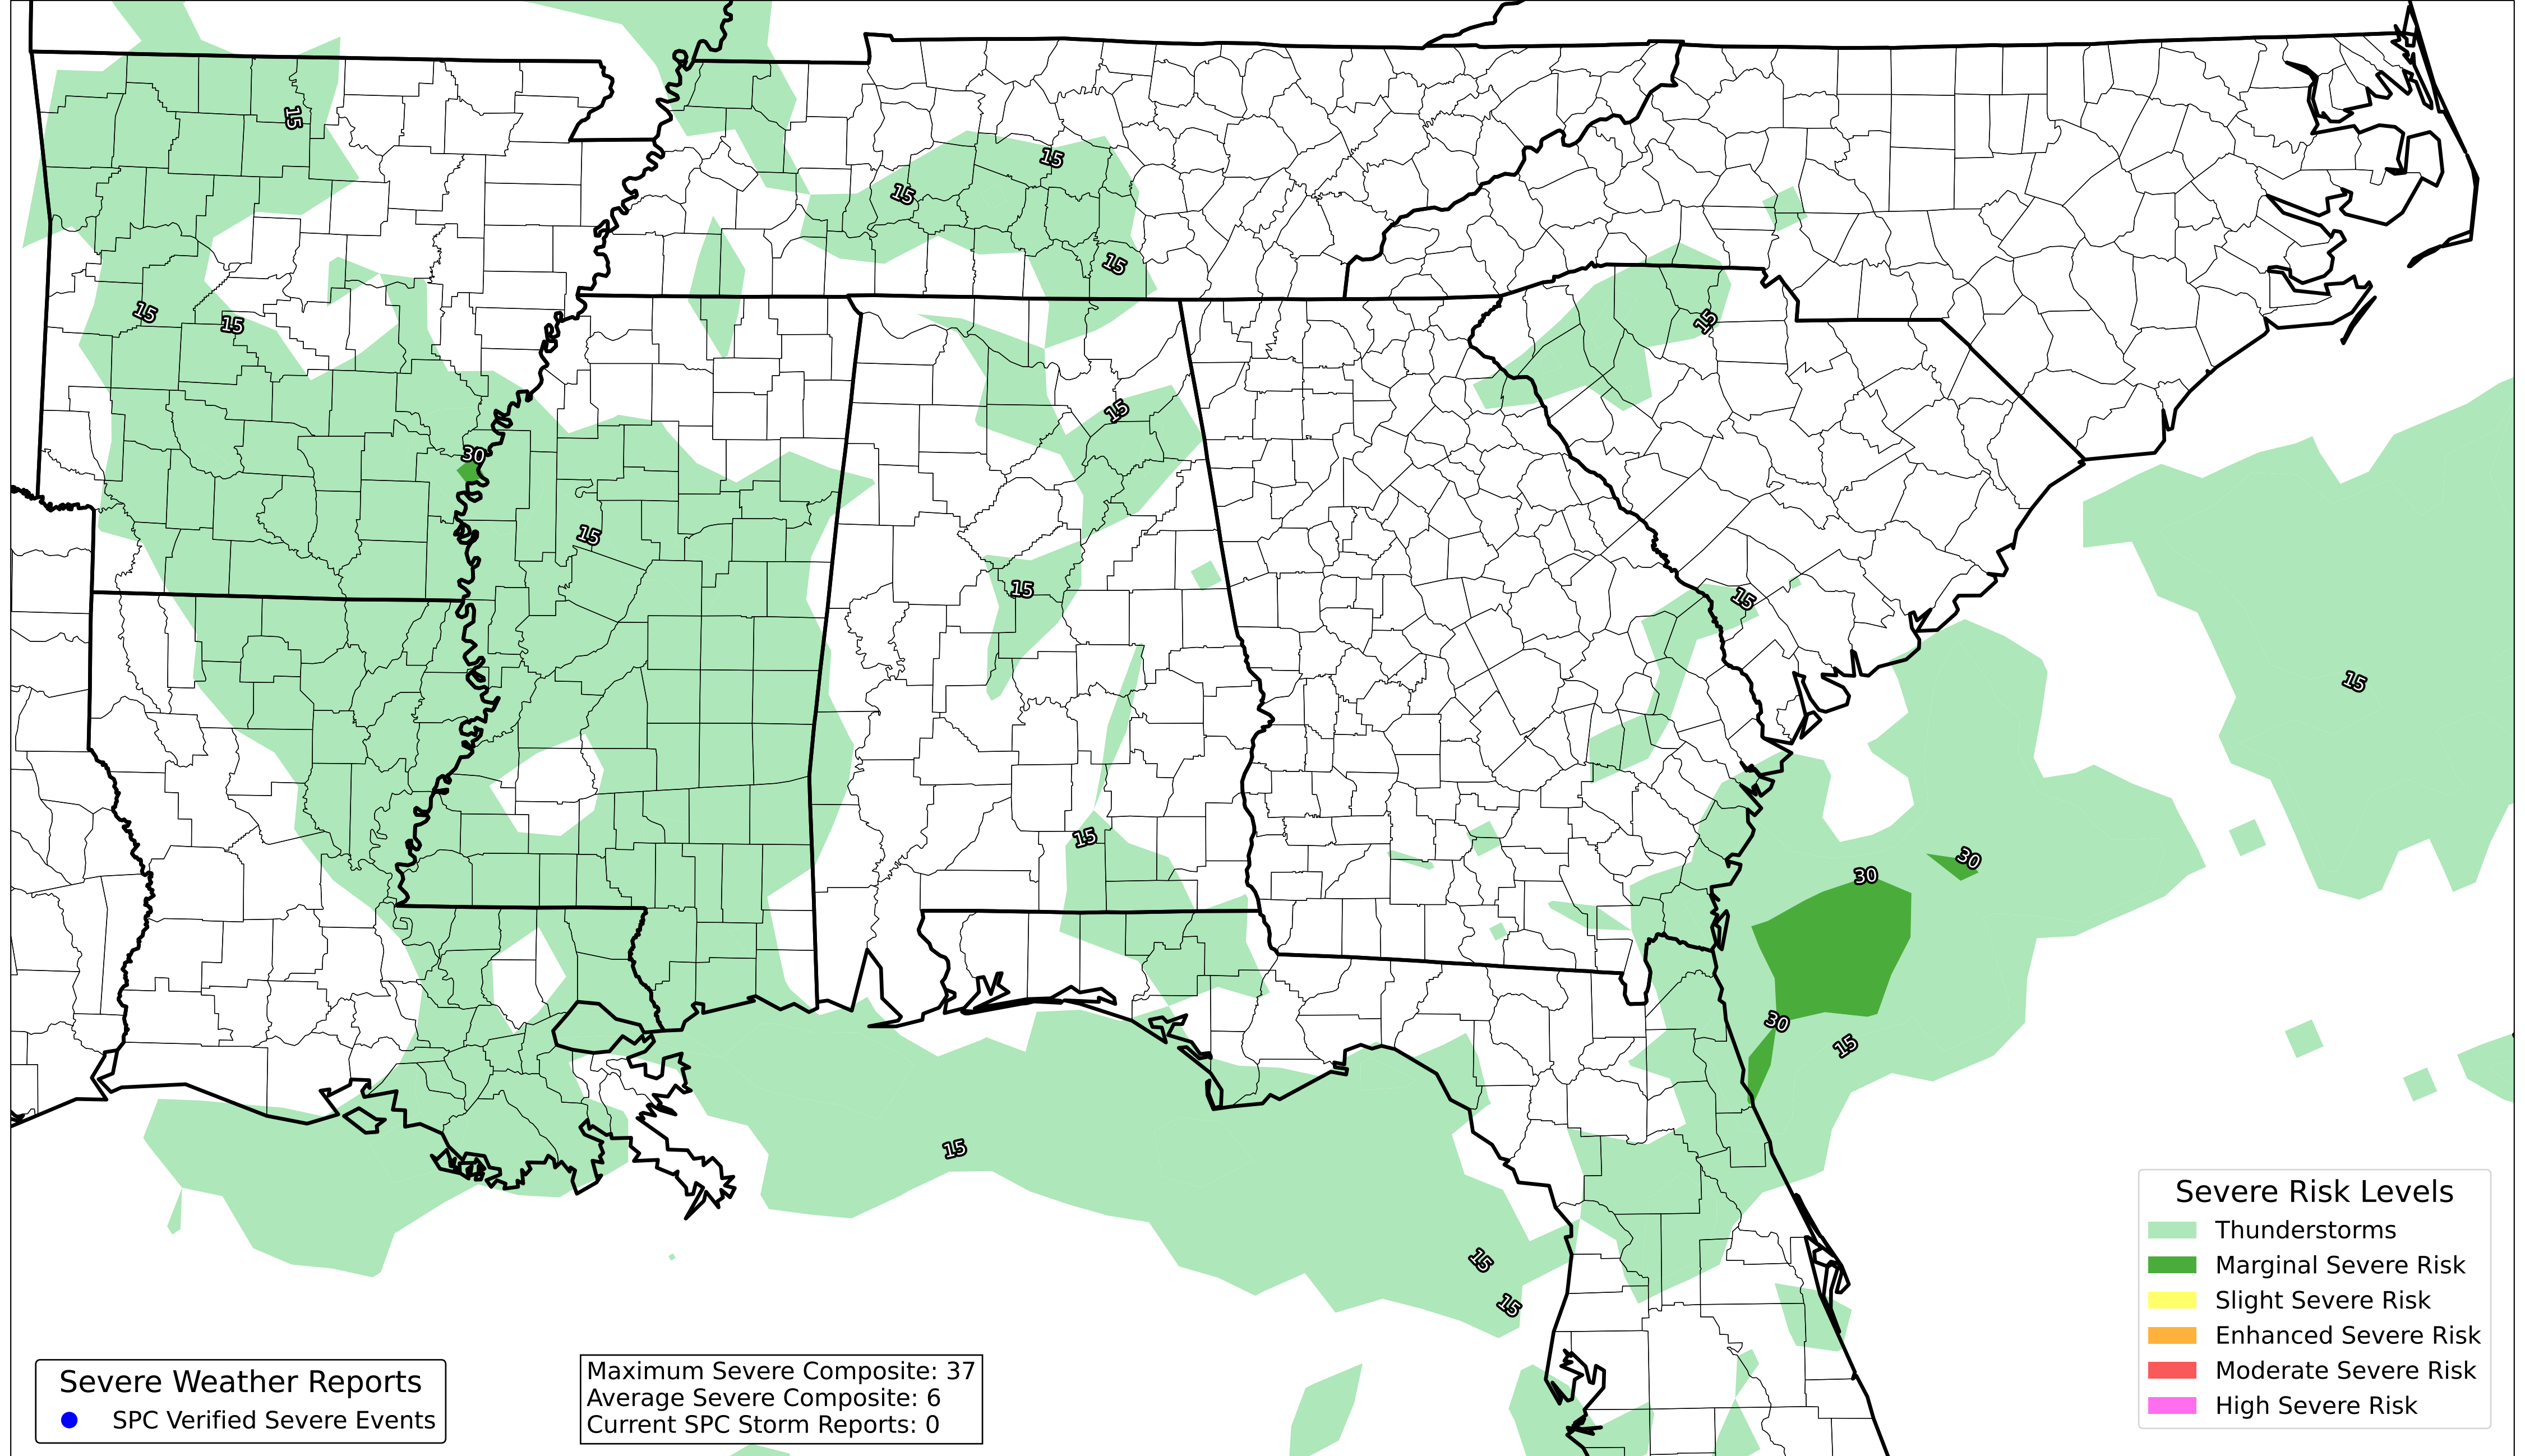 15
15
15
15
15
15
15
15
30
15
15
15
15
15
30
30
30
15
15
15
15
Severe Risk Levels
Thunderstorms
Marginal Severe Risk
Slight Severe Risk
Enhanced Severe Risk
Moderate Severe Risk
High Severe Risk
Severe Weather Reports
SPC Verified Severe Events
Maximum Severe Composite: 37
Average Severe Composite: 6
Current SPC Storm Reports: 0